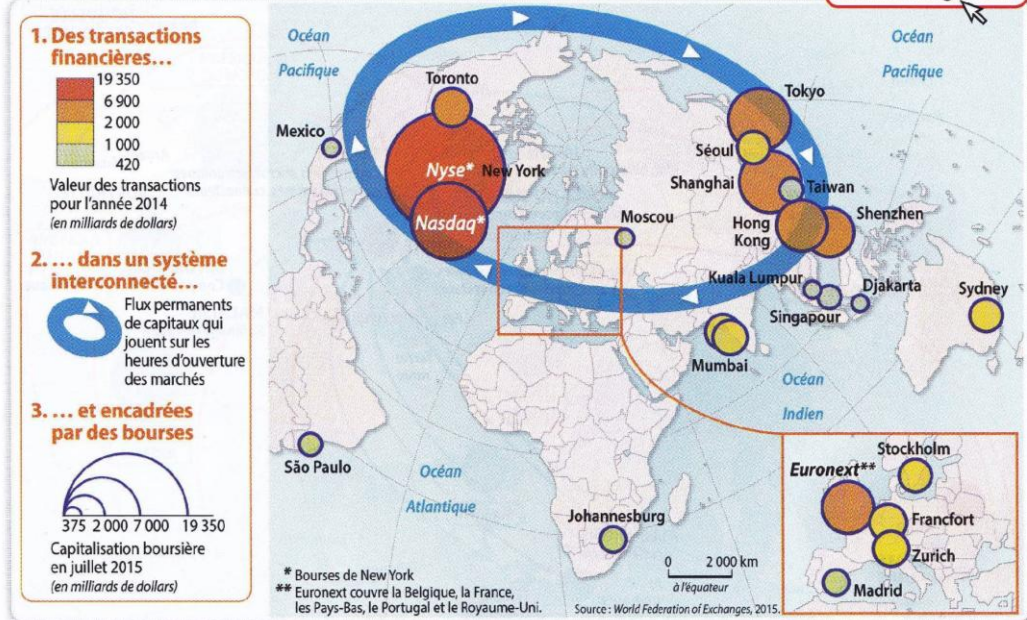 1. Des transactions
financières...
19 350
6 900
2 000
1 000
420
Valeur des transactions
pour l'année 2014
(en milliards de dollars)
2. ... dans un système
interconnecté...
Flux permanents
de capitaux qui
jouent sur les
heures d'ouverture
des marchés
3. ... et encadrées
par des bourses
375 2 000 7 000 19 350
Capitalisation boursière
en juillet 2015
(en milliards de dollars)
Océan
Pacifique
Océan
Pacifique
Toronto
Tokyo
Mexico
Séoul
Nyse* New York
Shanghai
Taiwan
Nasdaq*
Moscou
Hong
Kong
Shenzhen
Kuala Lumpur
Djakarta
Singapour
Sydney
Mumbai
Océan
Indien
São Paulo
Océan
Atlantique
Johannesburg
Stockholm
Euronext**
Francfort
Zurich
Madrid
0 2 000 km
à l'équateur
* Bourses de New York
** Euronext couvre la Belgique, la France,
les Pays-Bas, le Portugal et le Royaume-Uni.
Source : World Federation of Exchanges, 2015.